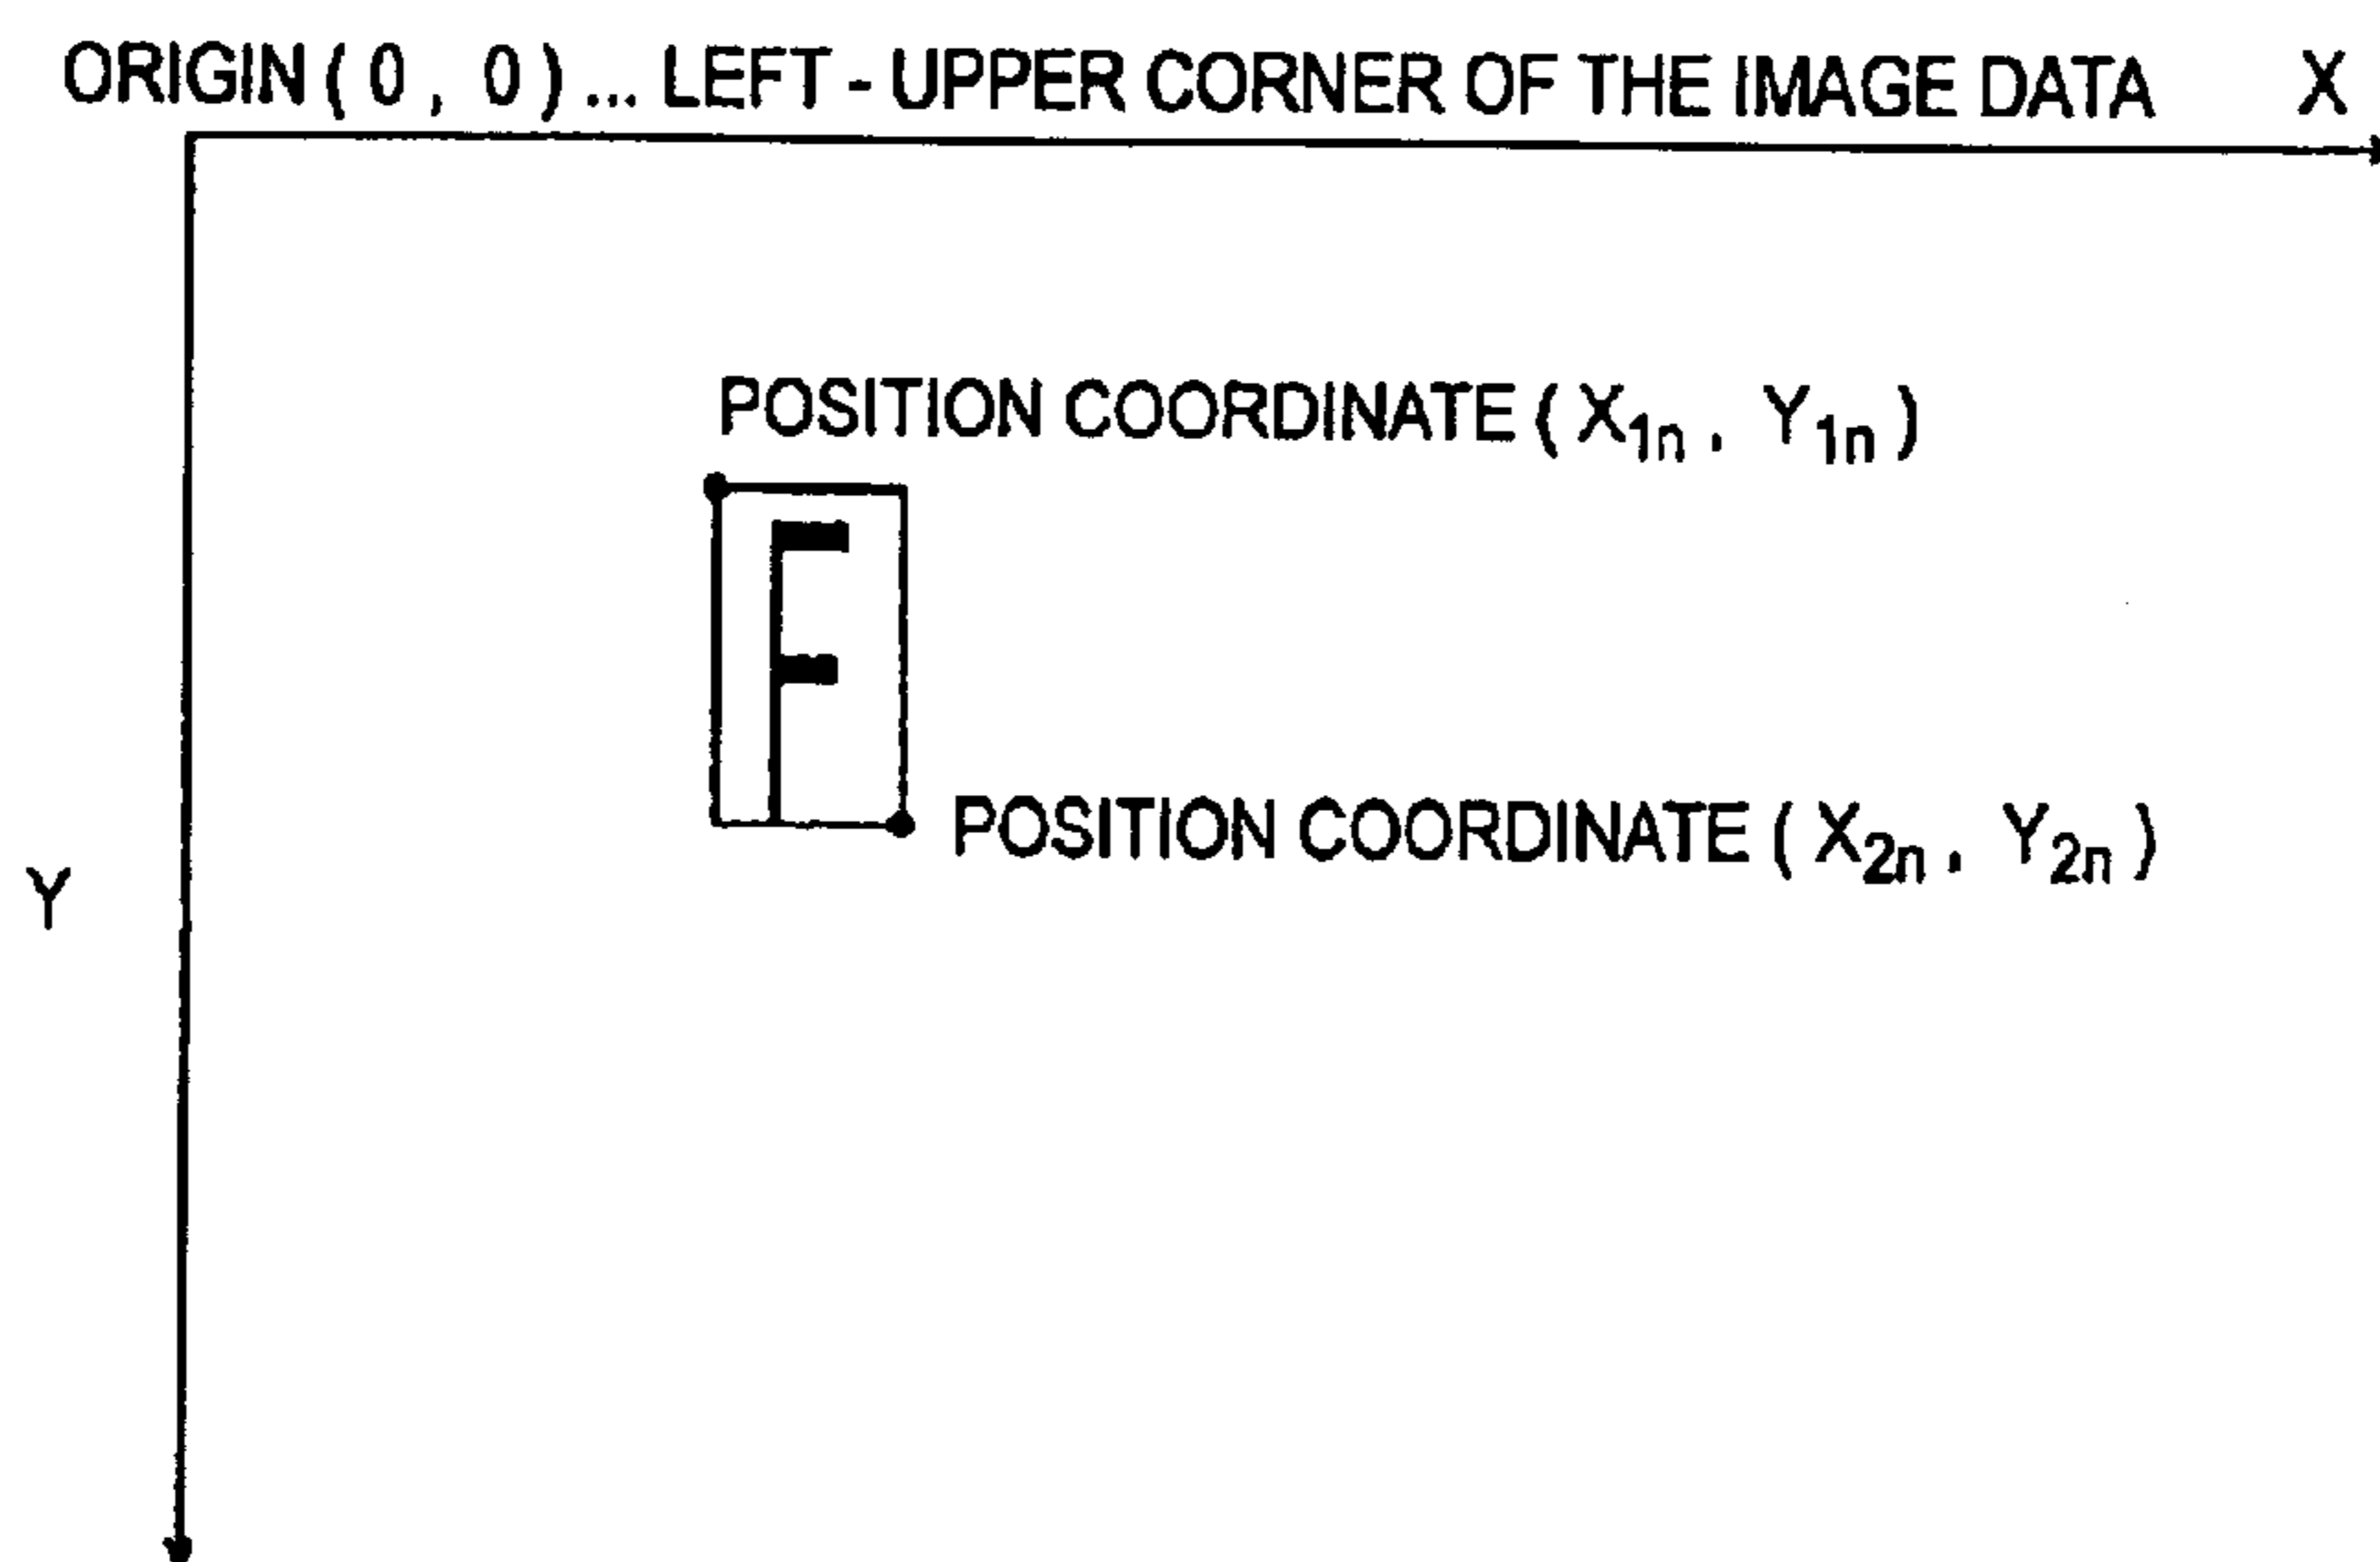 ORIGIN ( 0 , 0 ) ... LEFT - UPPER CORNER OF THE IMAGE DATA X
POSITION COORDINATE ( X1n , Y1n )
F
POSITION COORDINATE ( X2n , Y2n )
Y